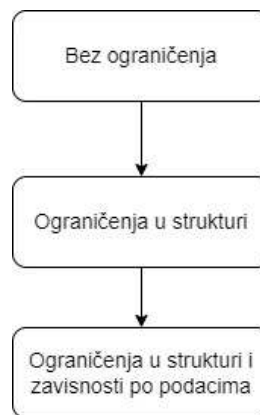 Bez ograničenja
Ograničenja u strukturi
Ograničenja u strukturi i
zavisnosti po podacima